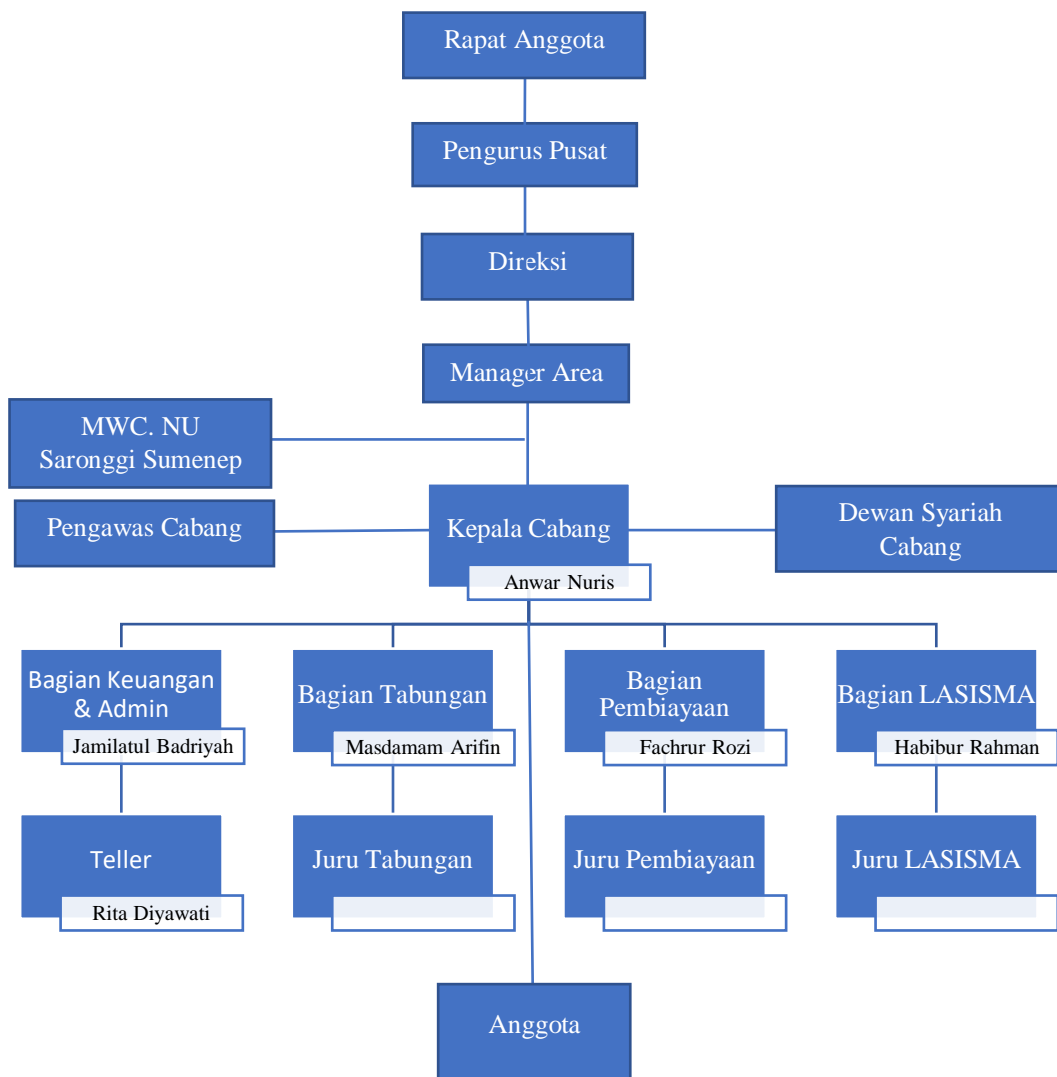 Rapat Anggota
Pengurus Pusat
Direksi
Manager Area
MWC. NU
Saronggi Sumenep
Pengawas Cabang
Kepala Cabang
Anwar Nuris
Dewan Syariah
Cabang
Bagian Keuangan
& Admin
Jamilatul Badriyah
Bagian Tabungan
Masdamam Arifin
Bagian
Pembiayaan
Fachrur Rozi
Bagian LASISMA
Habibur Rahman
Teller
Rita Diyawati
Juru Tabungan
Juru Pembiayaan
Juru LASISMA
Anggota